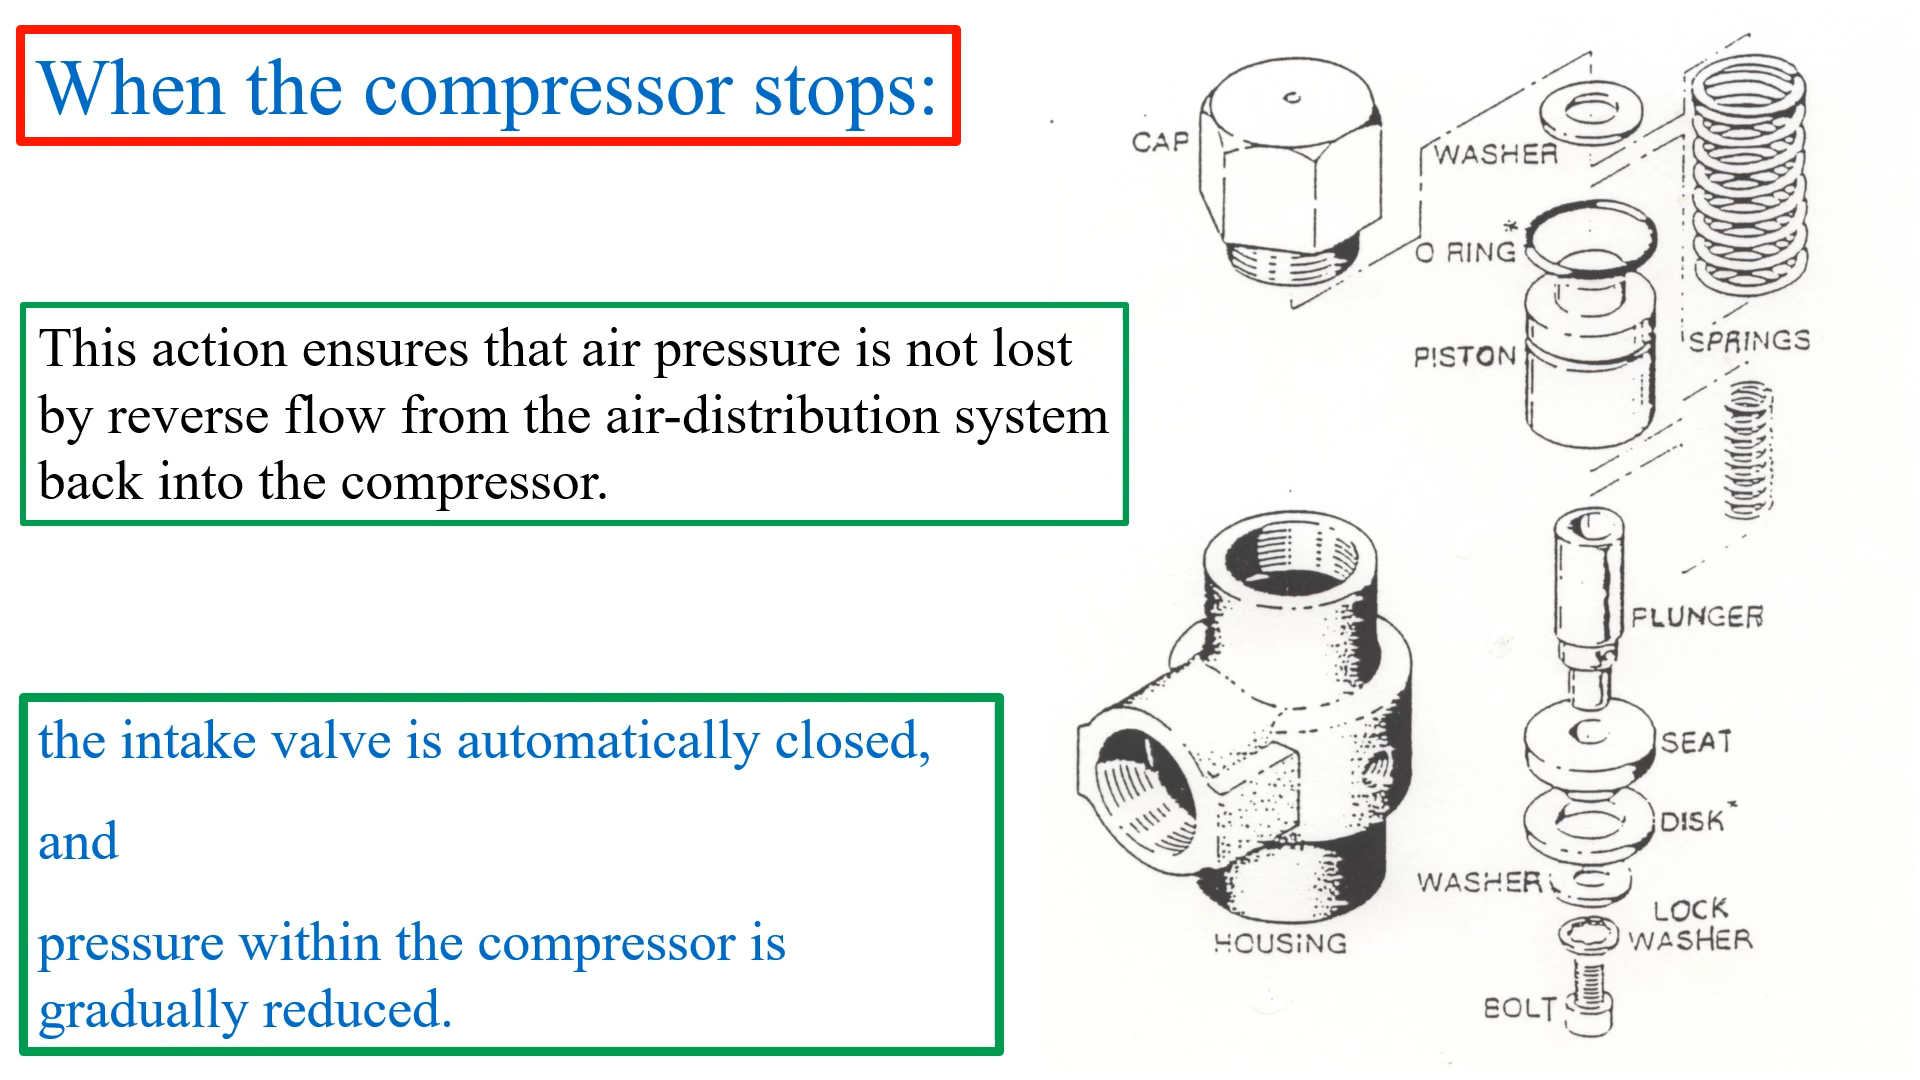 When the compressor stops:
This action ensures that air pressure is not lost
by reverse flow from the air-distribution system
back into the compressor.
the intake valve is automatically closed,
and
pressure within the compressor is
gradually reduced.
CAP
WASHER
O RING*
PISTON
SPRINGS
PLUNGER
SEAT
DISK*
WASHER
LOCK
WASHER
HOUSING
BOLT